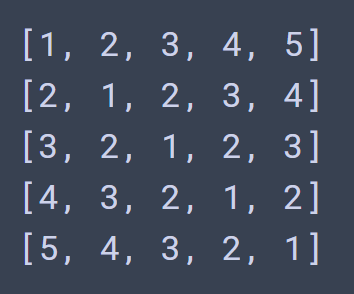 [1, 2, 3, 4, 5]
[2, 1, 2, 3, 4]
[3, 2, 1, 2, 3]
[4, 3, 2, 1, 2]
[5, 4, 3, 2, 1]